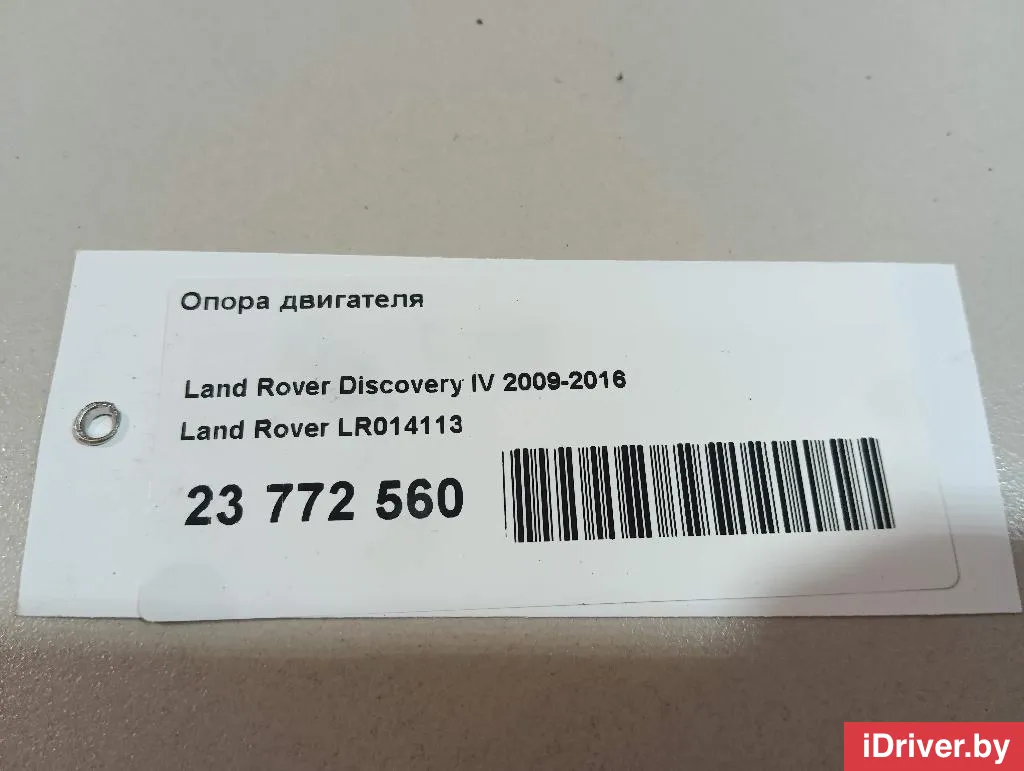 Опора двигателя
Land Rover Discovery IV 2009-2016
Land Rover LR014113
23 772 560
iDriver.by